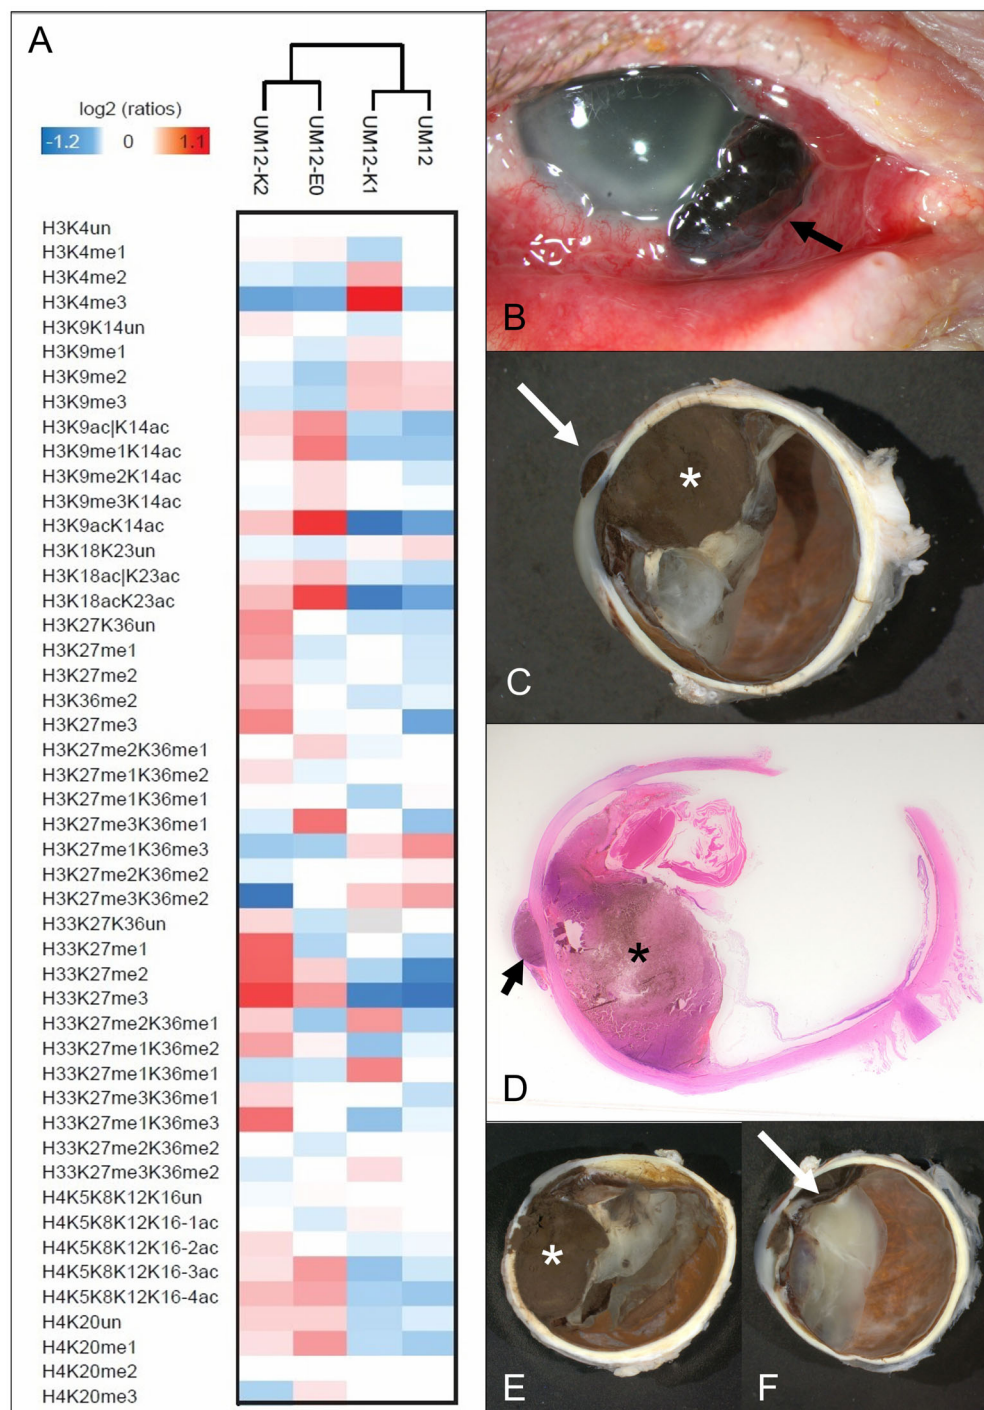 A
log2 (ratios)
-1.2 0 1.1
UM12-K2 UM12-E0 UM12-K1 UM12
H3K4un
H3K4me1
H3K4me2
H3K4me3
H3K9K14un
H3K9me1
H3K9me2
H3K9me3
H3K9ac|K14ac
H3K9me1K14ac
H3K9me2K14ac
H3K9me3K14ac
H3K9acK14ac
H3K18K23un
H3K18ac|K23ac
H3K18acK23ac
H3K27K36un
H3K27me1
H3K27me2
H3K36me2
H3K27me3
H3K27me2K36me1
H3K27me1K36me2
H3K27me1K36me1
H3K27me3K36me1
H3K27me1K36me3
H3K27me2K36me2
H3K27me3K36me2
H33K27K36un
H33K27me1
H33K27me2
H33K27me3
H33K27me2K36me1
H33K27me1K36me2
H33K27me1K36me1
H33K27me3K36me1
H33K27me1K36me3
H33K27me2K36me2
H33K27me3K36me2
H4K5K8K12K16un
H4K5K8K12K16-1ac
H4K5K8K12K16-2ac
H4K5K8K12K16-3ac
H4K5K8K12K16-4ac
H4K20un
H4K20me1
H4K20me2
H4K20me3
B
*
C
*
D
*
E
F